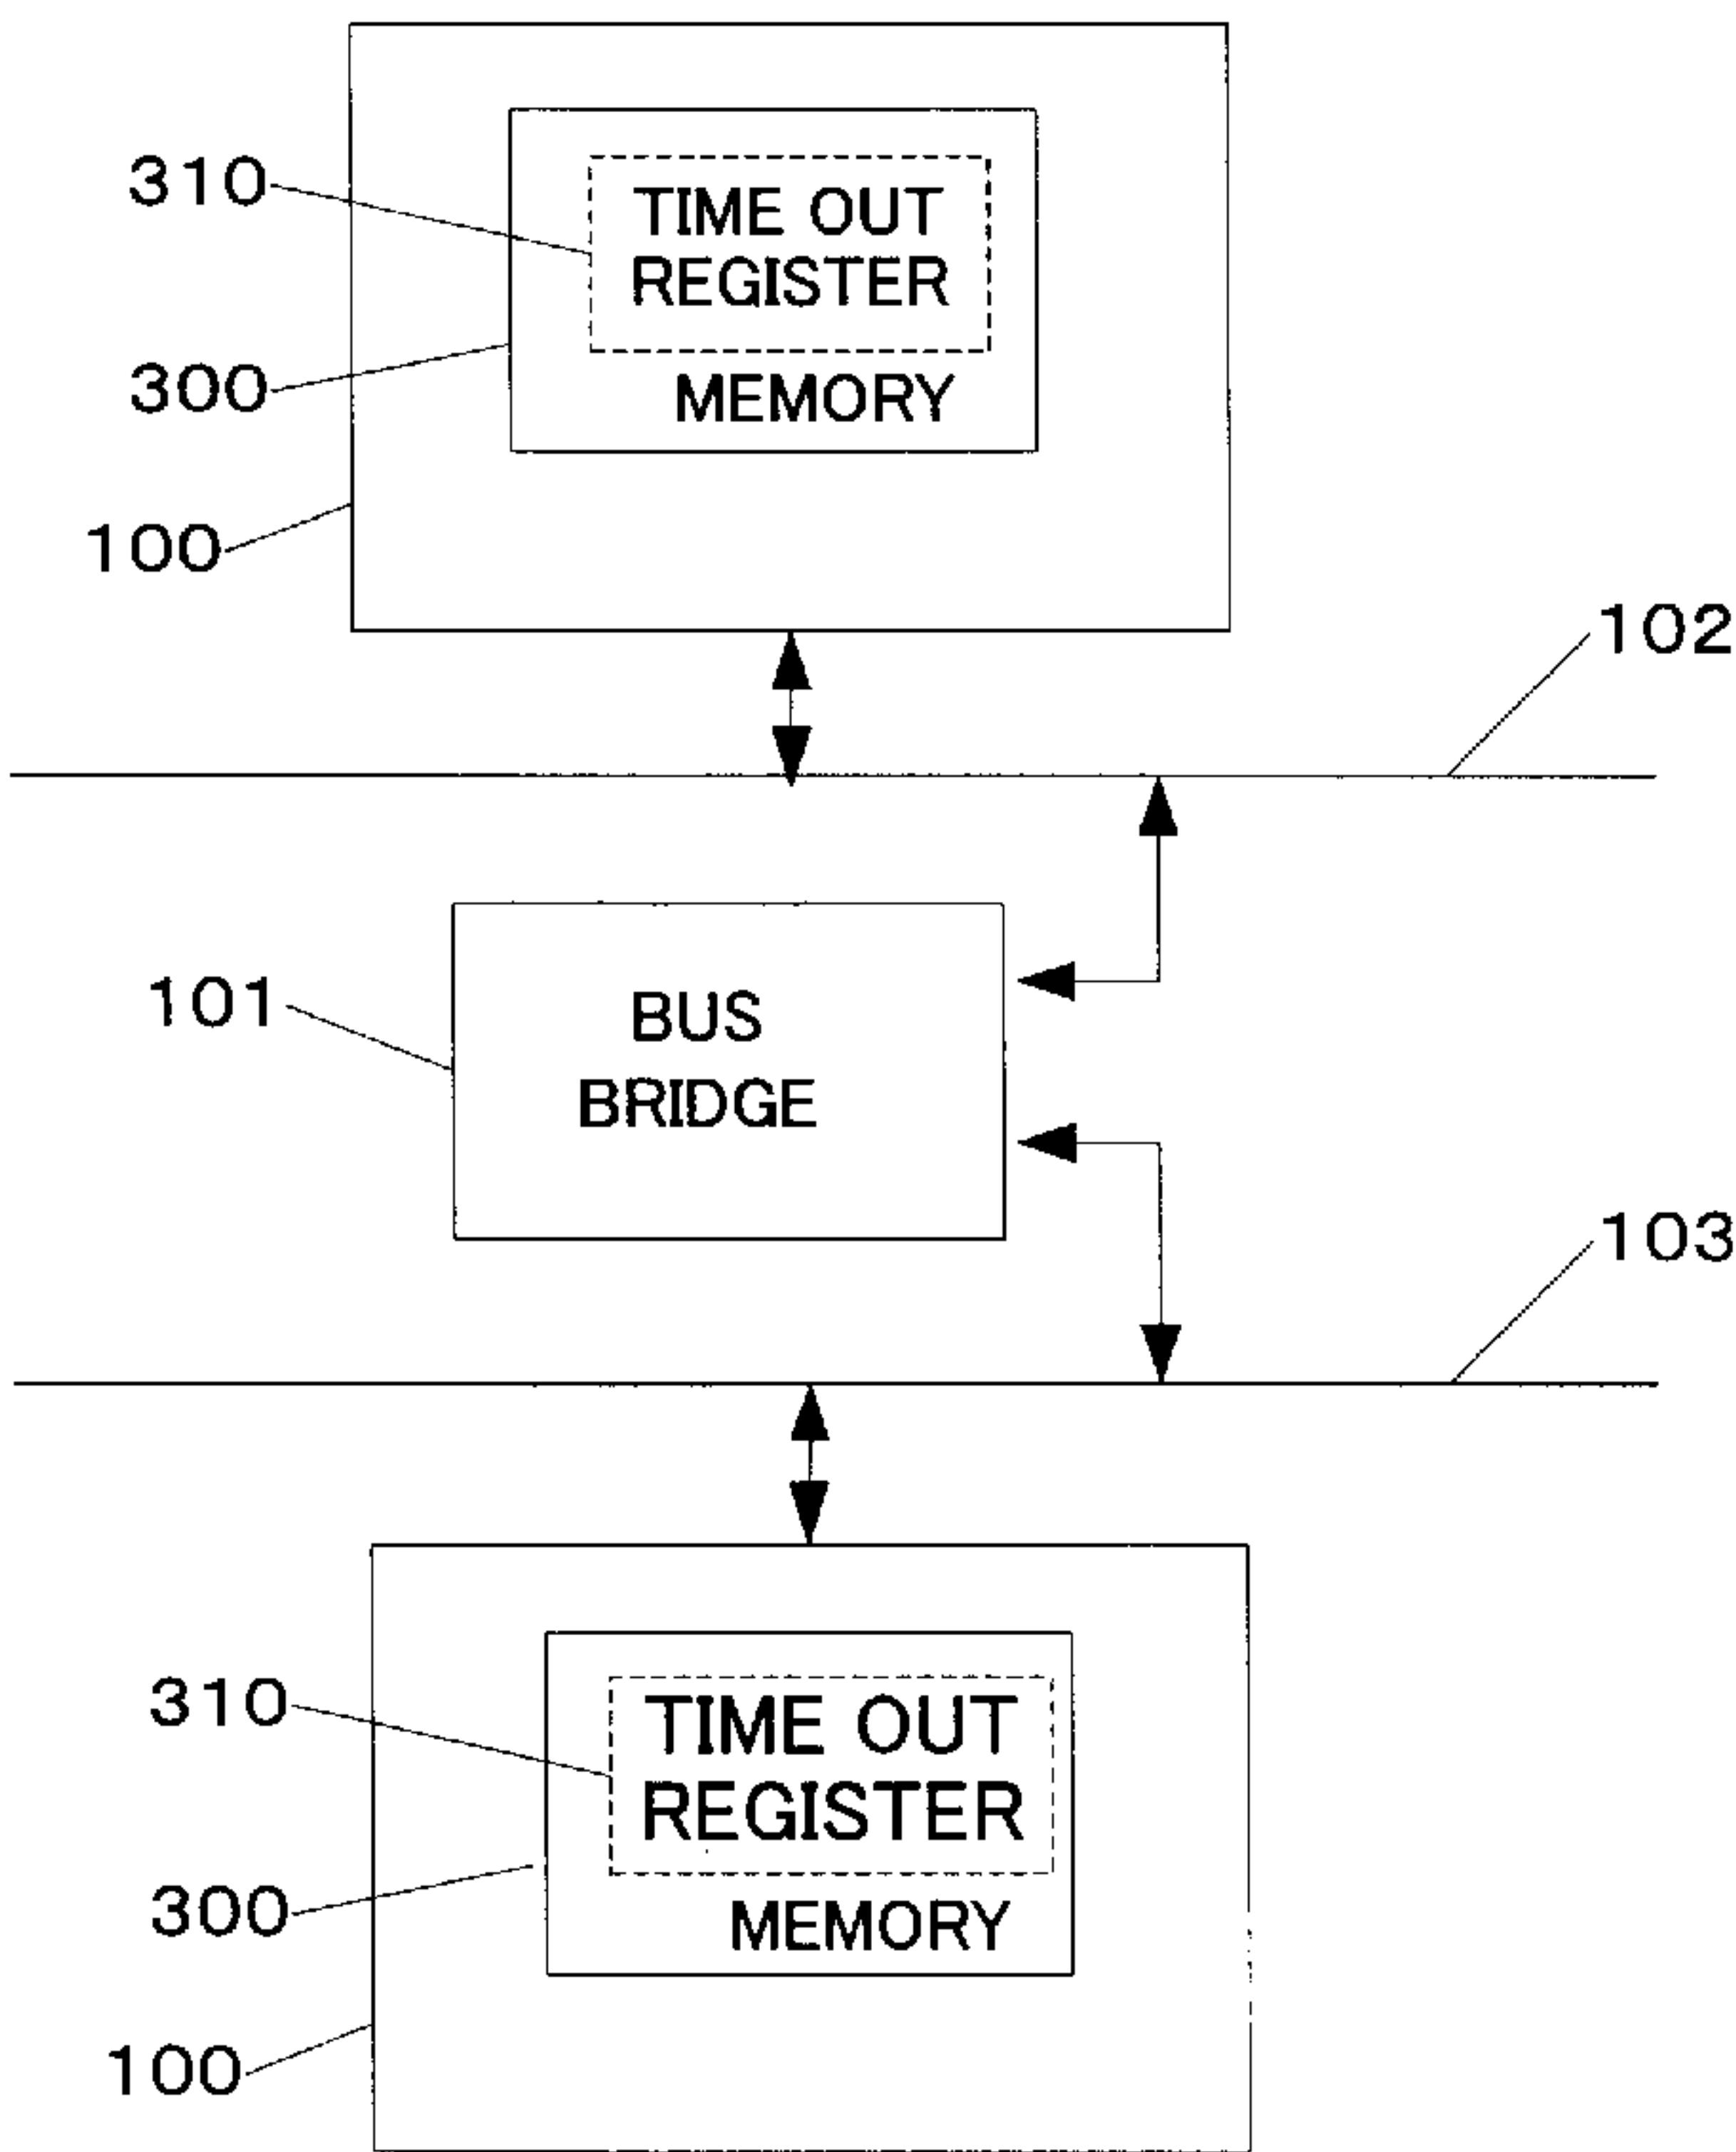 310
TIME OUT
REGISTER
300
MEMORY
100
102
101
BUS
BRIDGE
103
310
TIME OUT
REGISTER
300
MEMORY
100